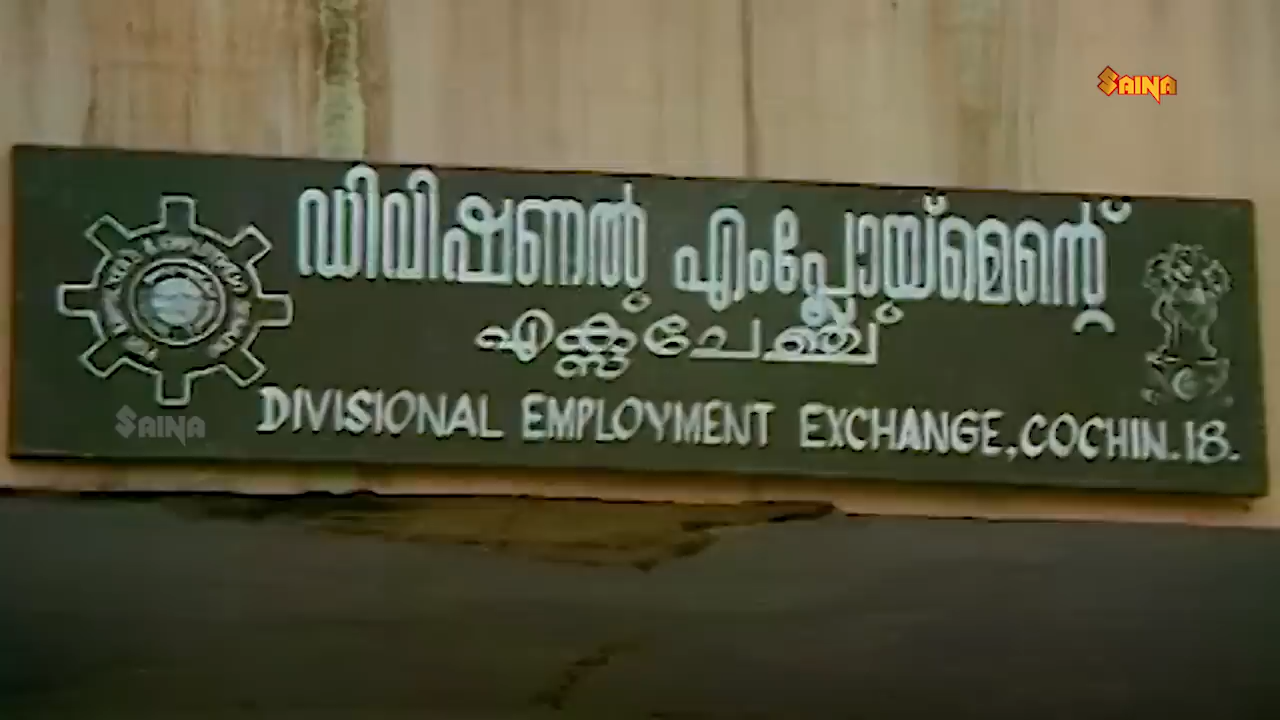 SAINA
ഡിവിഷണൽ എംപ്ലോയ്മെന്റെ്
എക്സ്ചേഞ്ച്
DIVISIONAL EMPLOYMENT EXCHANGE, COCHIN.18.
SAINA